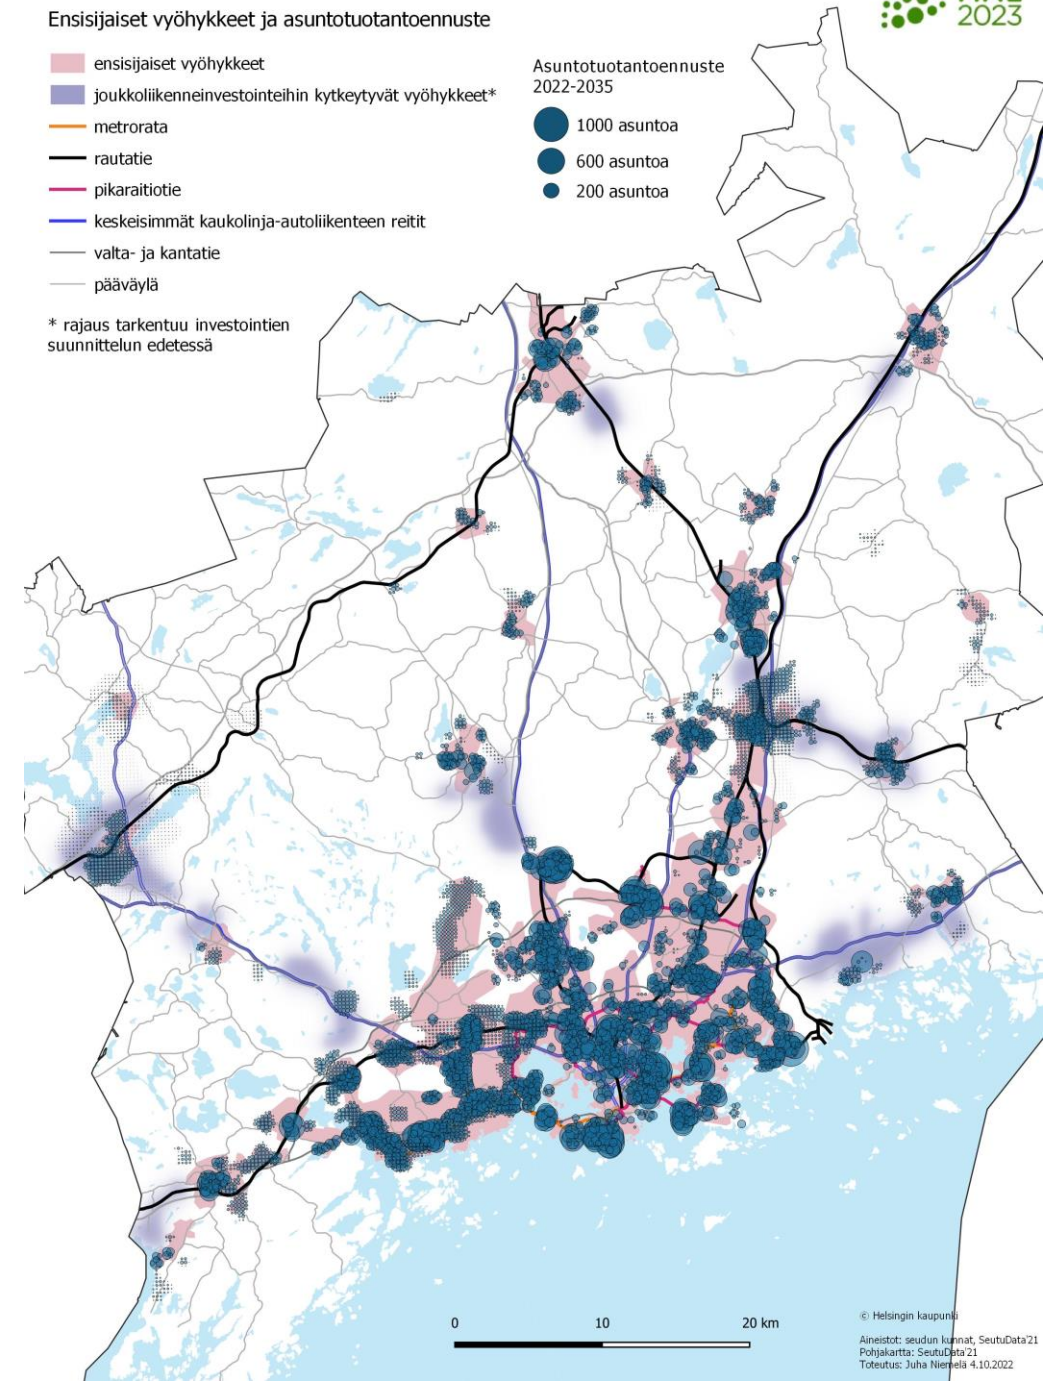 Ensisijaiset vyöhykkeet ja asuntotuotantoennuste
2023
ensisijaiset vyöhykkeet
joukkoliikenneinvestointeihin kytkeytyvät vyöhykkeet*
metrorata
rautatie
pikaraitiotie
keskeisimmät kaukolinja-autoliikenteen reitit
valta- ja kantatie
pääväylä
* rajaus tarkentuu investointien
suunnittelun edetessä
Asuntotuotantoennuste
2022-2035
1000 asuntoa
600 asuntoa
200 asuntoa
0 10 20 km
© Helsingin kaupunki
Aineistot: seudun kunnat, SeutuData'21
Pohjakartta: SeutuData'21
Toteutus: Juha Niemelä 4.10.2022